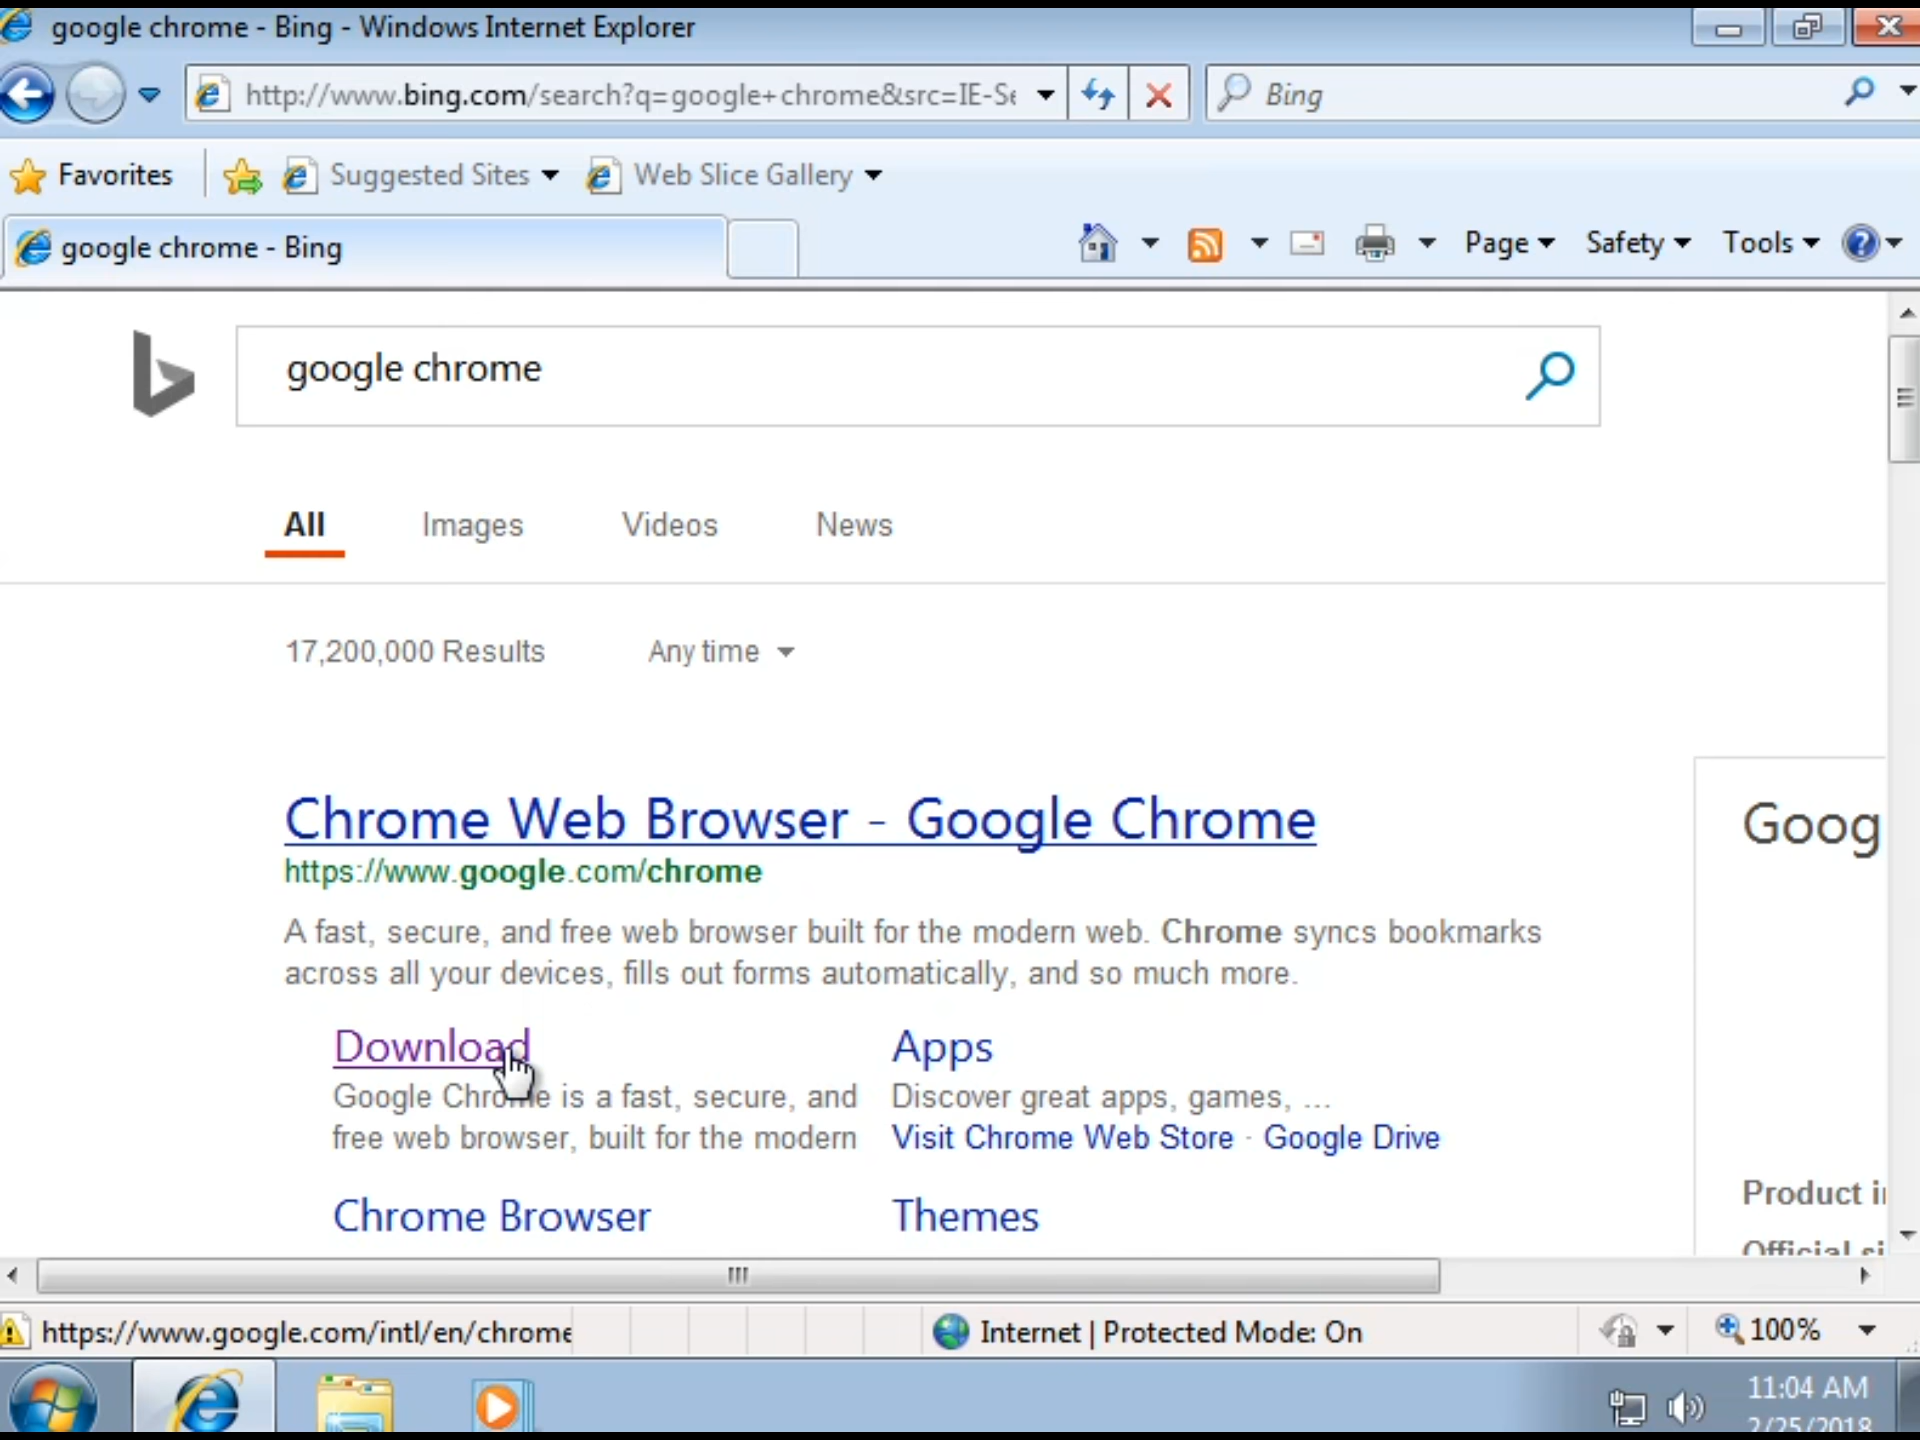 google chrome - Bing - Windows Internet Explorer
http://www.bing.com/search?q=google+chrome&src=IE-Se
Bing
Favorites
Suggested Sites
Web Slice Gallery
google chrome - Bing
Page
Safety
Tools
google chrome
All
Images
Videos
News
17,200,000 Results
Any time
Chrome Web Browser - Google Chrome
https://www.google.com/chrome
A fast, secure, and free web browser built for the modern web. Chrome syncs bookmarks
across all your devices, fills out forms automatically, and so much more.
Download
Google Chrome is a fast, secure, and
free web browser, built for the modern
Apps
Discover great apps, games, ...
Visit Chrome Web Store · Google Drive
Chrome Browser
Themes
Goog
Product i
Official si
https://www.google.com/intl/en/chrome
Internet | Protected Mode: On
100%
11:04 AM
2/25/2018